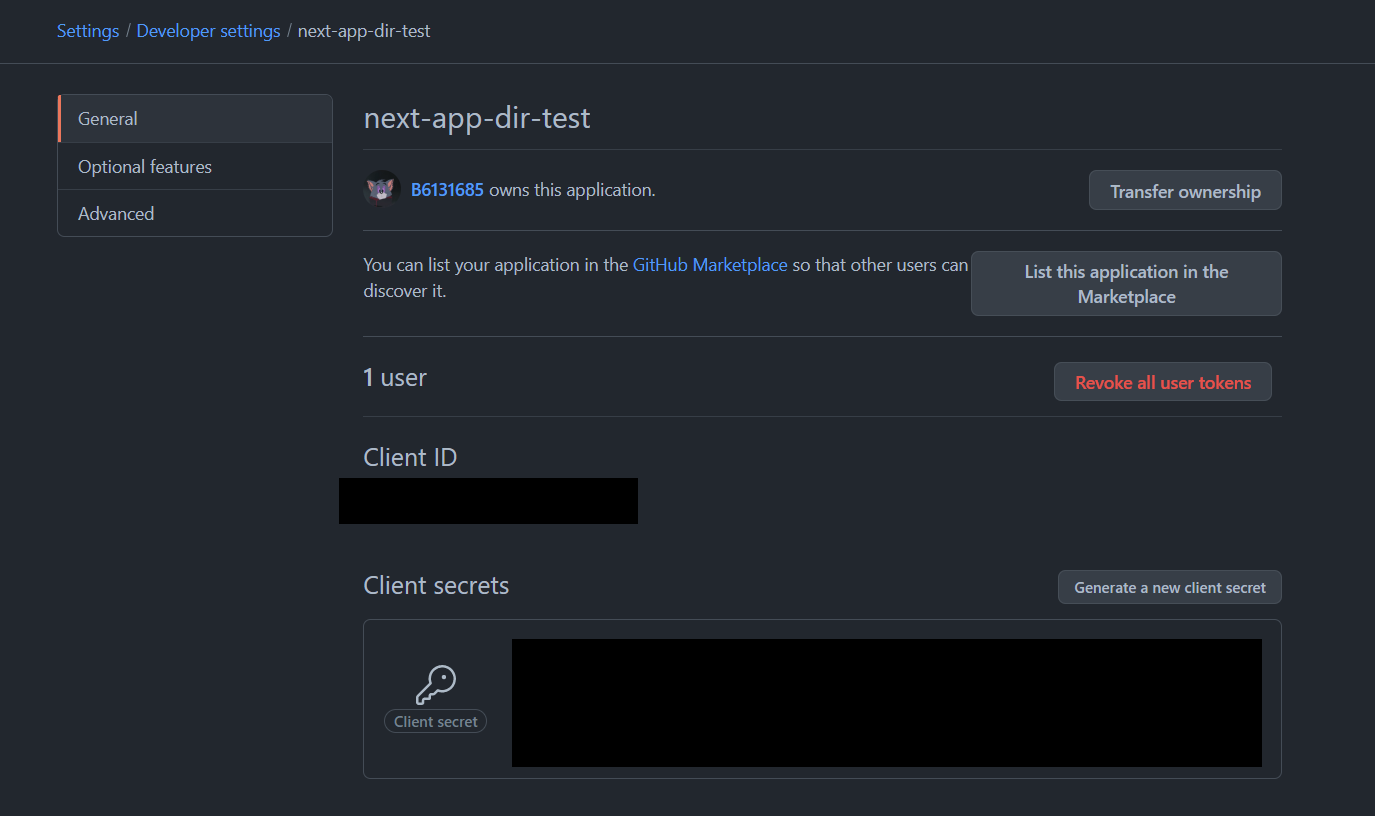 Settings / Developer settings / next-app-dir-test
General
Optional features
Advanced
next-app-dir-test
B6131685 owns this application.
Transfer ownership
You can list your application in the GitHub Marketplace so that other users can
discover it.
List this application in the
Marketplace
1 user
Revoke all user tokens
Client ID
Client secrets
Generate a new client secret
Client secret